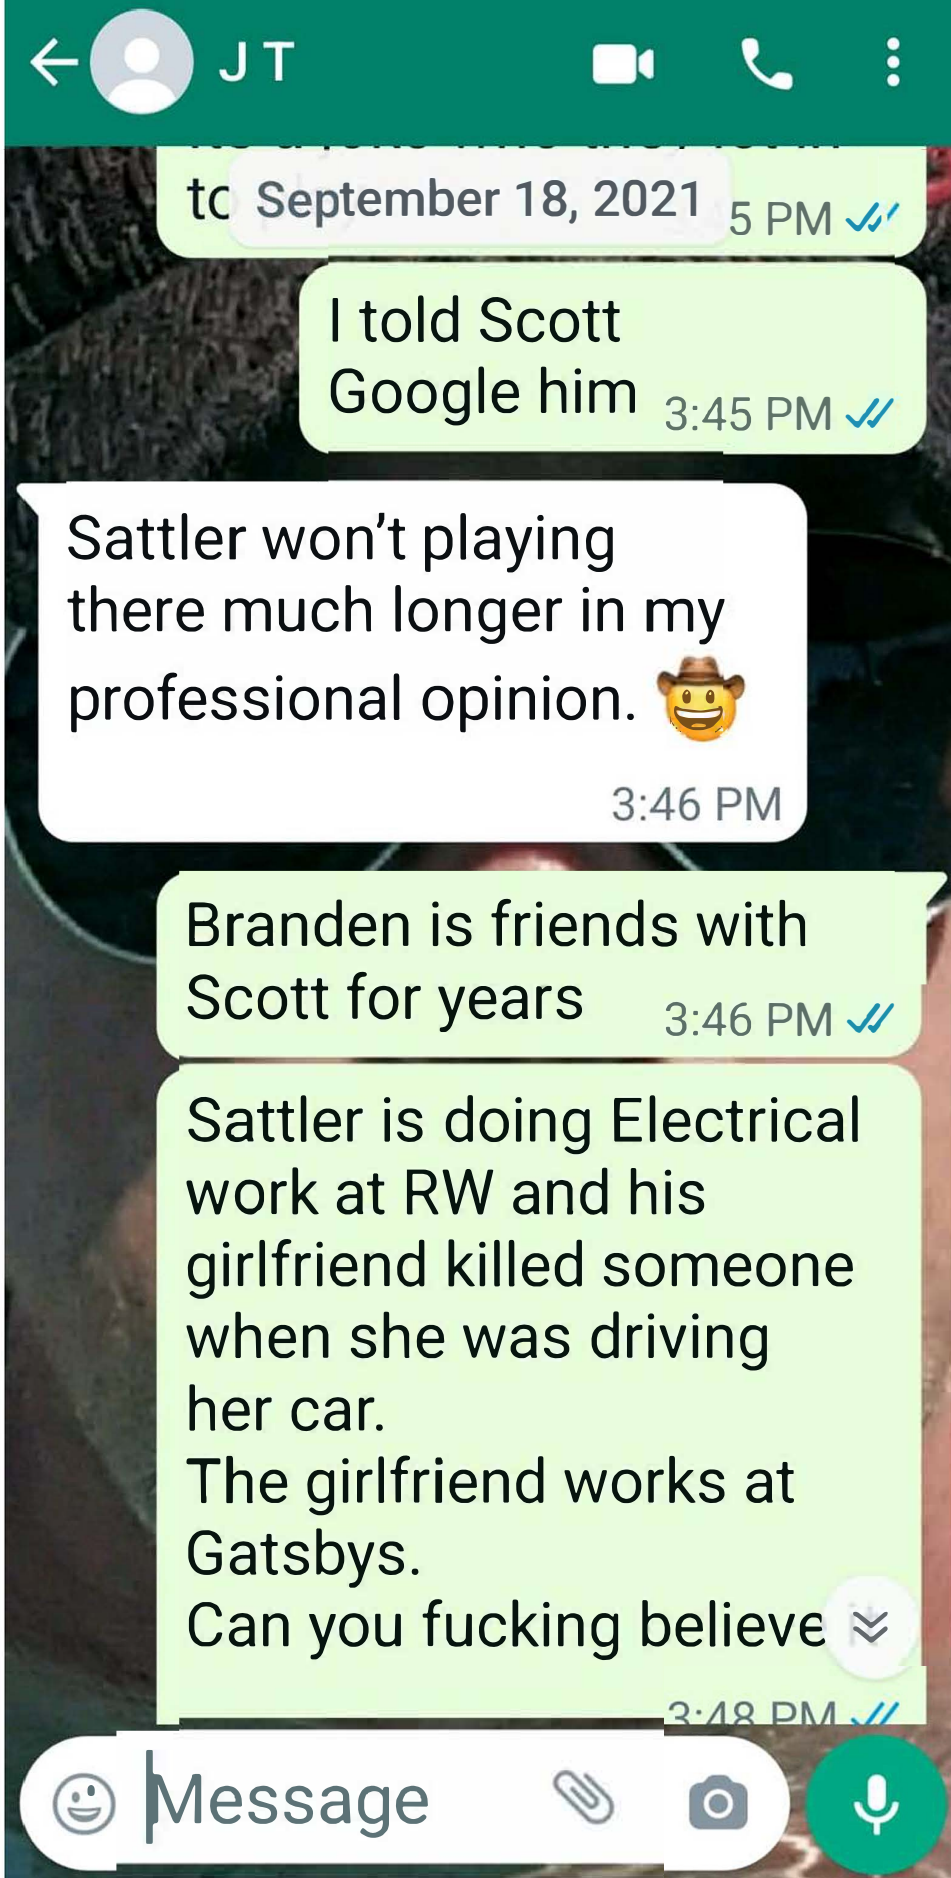 J T
to
September 18, 2021
5 PM
I told Scott
Google him
3:45 PM
Sattler won't playing
there much longer in my
professional opinion. 🤠
3:46 PM
Branden is friends with
Scott for years
3:46 PM
Sattler is doing Electrical
work at RW and his
girlfriend killed someone
when she was driving
her car.
The girlfriend works at
Gatsbys.
Can you fucking believe
3:48 PM
Message